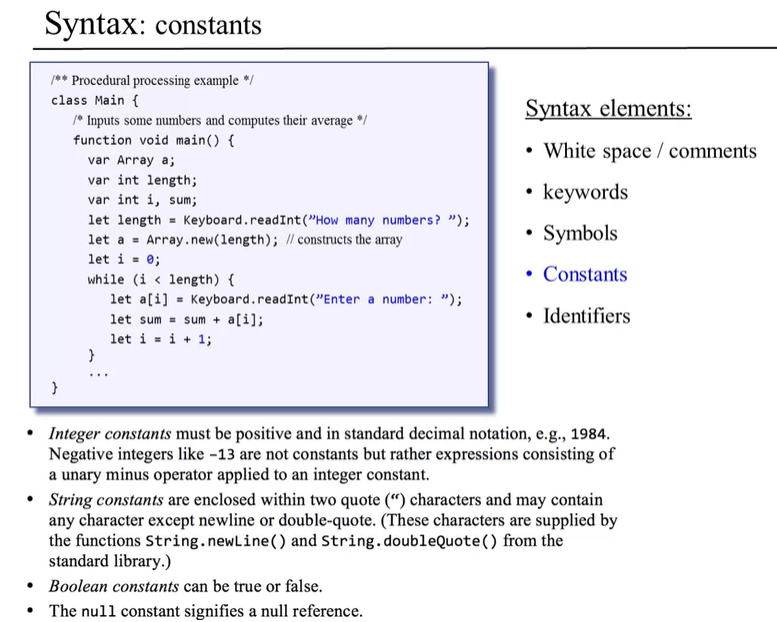 Syntax: constants
/** Procedural processing example */
class Main {
/* Inputs some numbers and computes their average */
function void main() {
var Array a;
var int length;
var int i, sum;
let length = Keyboard.readInt(”How many numbers? ”);
let a = Array.new(length); // constructs the array
let i = 0;
while (i < length) {
let a[i] = Keyboard.readInt(”Enter a number: ”);
let sum = sum + a[i];
let i = i + 1;
}
...
}
Syntax elements:
• White space / comments
• keywords
• Symbols
• Constants
• Identifiers
• Integer constants must be positive and in standard decimal notation, e.g., 1984.
Negative integers like -13 are not constants but rather expressions consisting of
a unary minus operator applied to an integer constant.
• String constants are enclosed within two quote (“) characters and may contain
any character except newline or double-quote. (These characters are supplied by
the functions String.newLine() and String.doubleQuote() from the
standard library.)
• Boolean constants can be true or false.
• The null constant signifies a null reference.